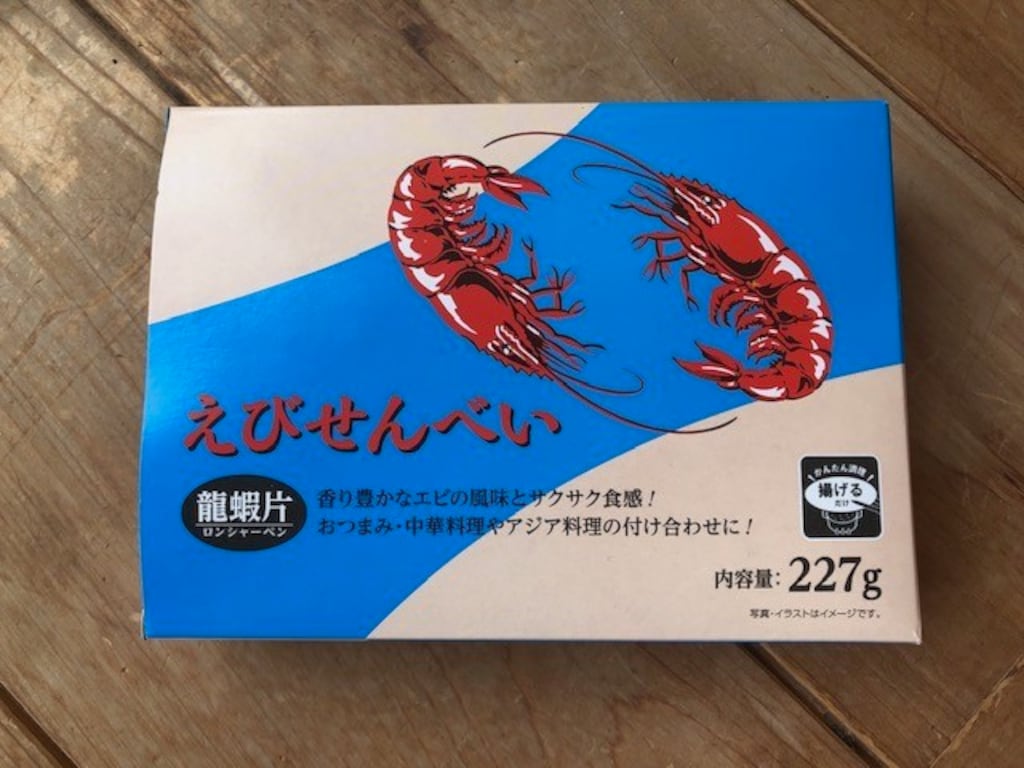 えびせんべい
龍蝦片
ロンシャーペン
香り豊かなエビの風味とサクサク食感！
おつまみ・中華料理やアジア料理の付け合わせに！
かんたん調理
揚げる
だけ
内容量：227g
写真・イラストはイメージです。